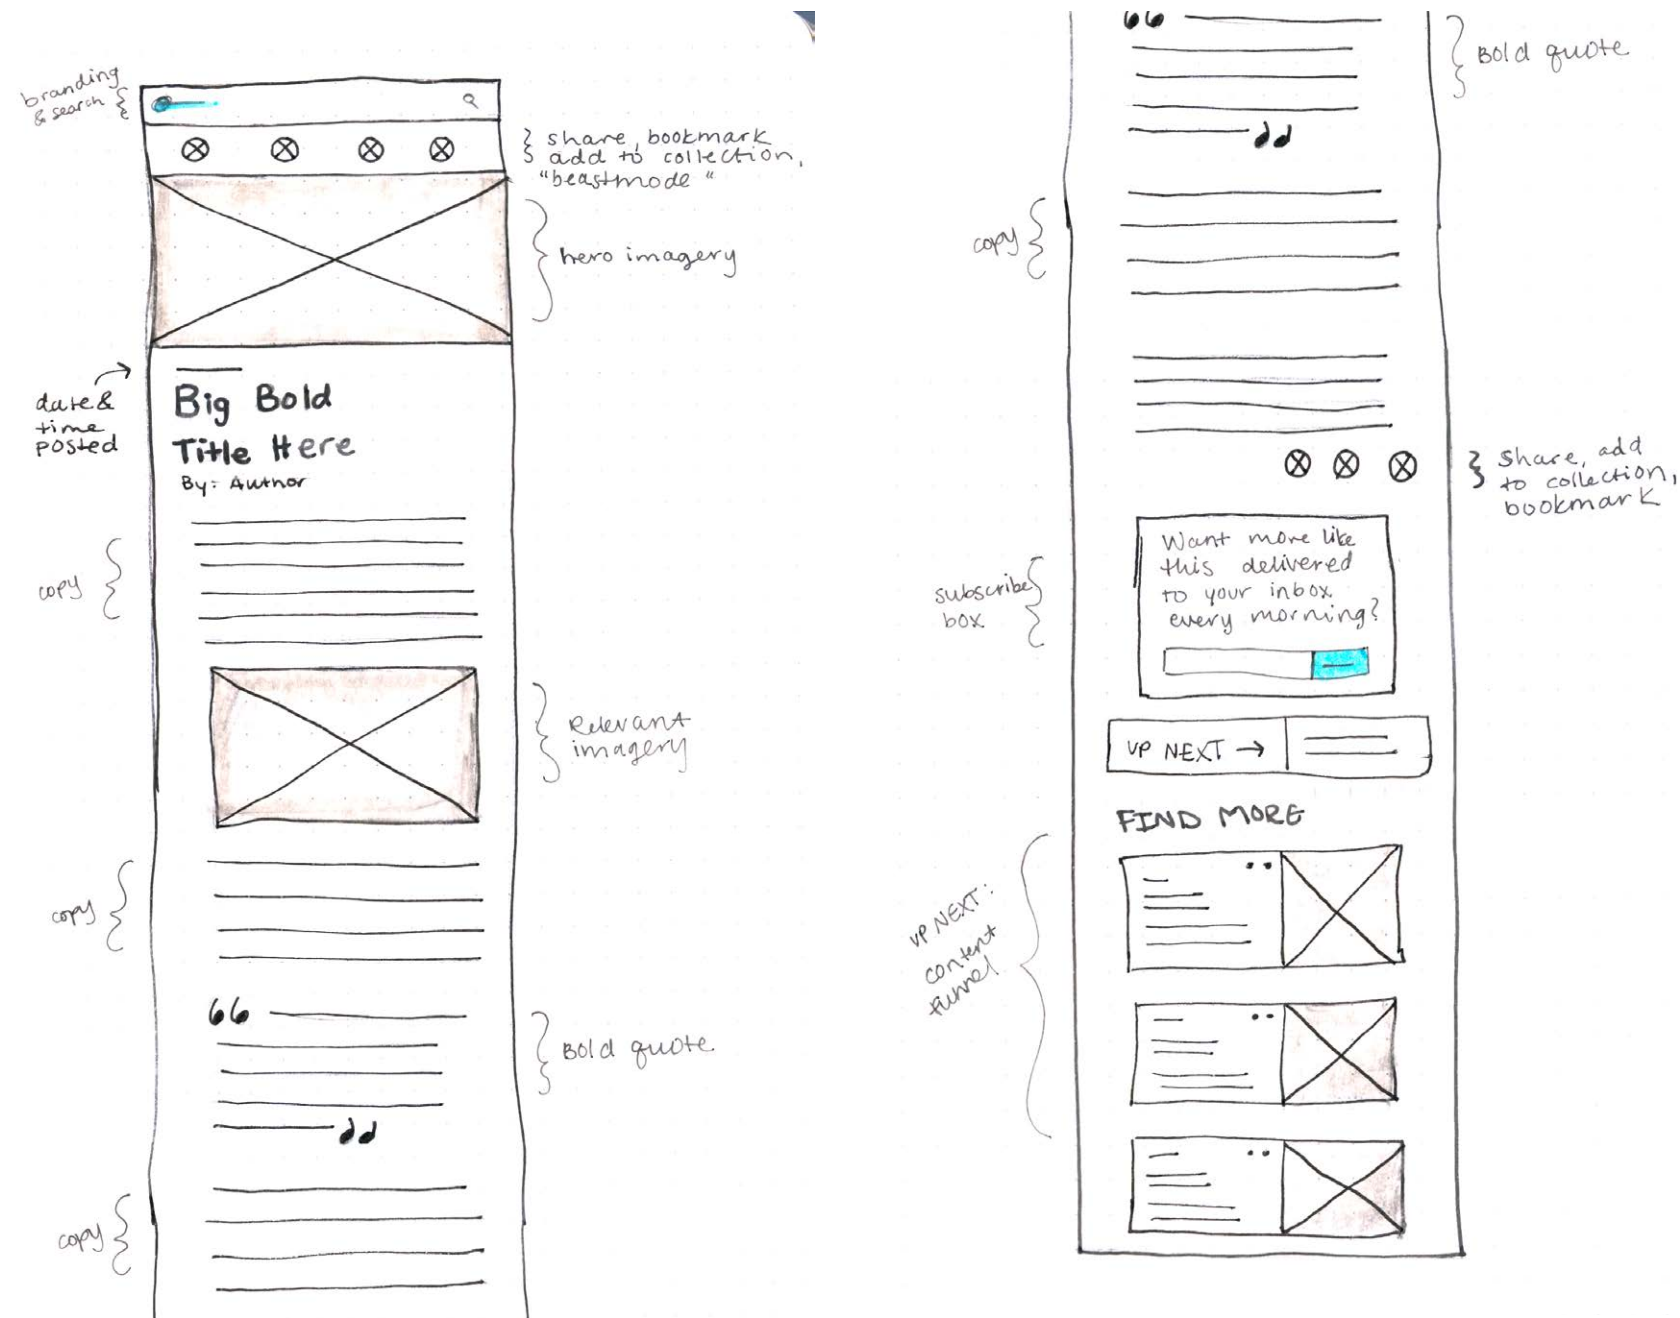 branding
& search
share, bookmark
add to collection,
"beastmode"
hero imagery
date &
time
posted
Big Bold
Title Here
By: Author
copy
Relevant
imagery
copy
Bold quote
copy
Bold quote
copy
Share, add
to collection,
bookmark
subscribe
box
Want more like
this delivered
to your inbox
every morning?
UP NEXT →
FIND MORE
UP NEXT:
content
funnel